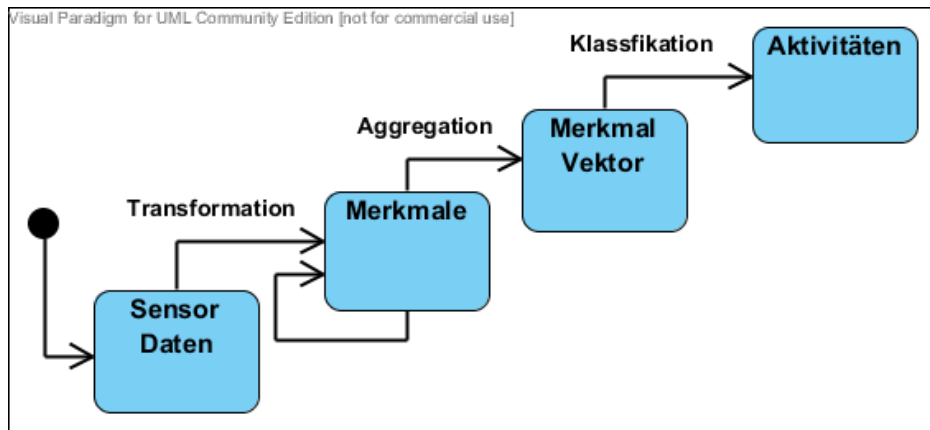 Visual Paradigm for UML Community Edition [not for commercial use]
Klassfikation
Aktivitäten
Aggregation
Merkmal
Vektor
Transformation
Merkmale
Sensor
Daten